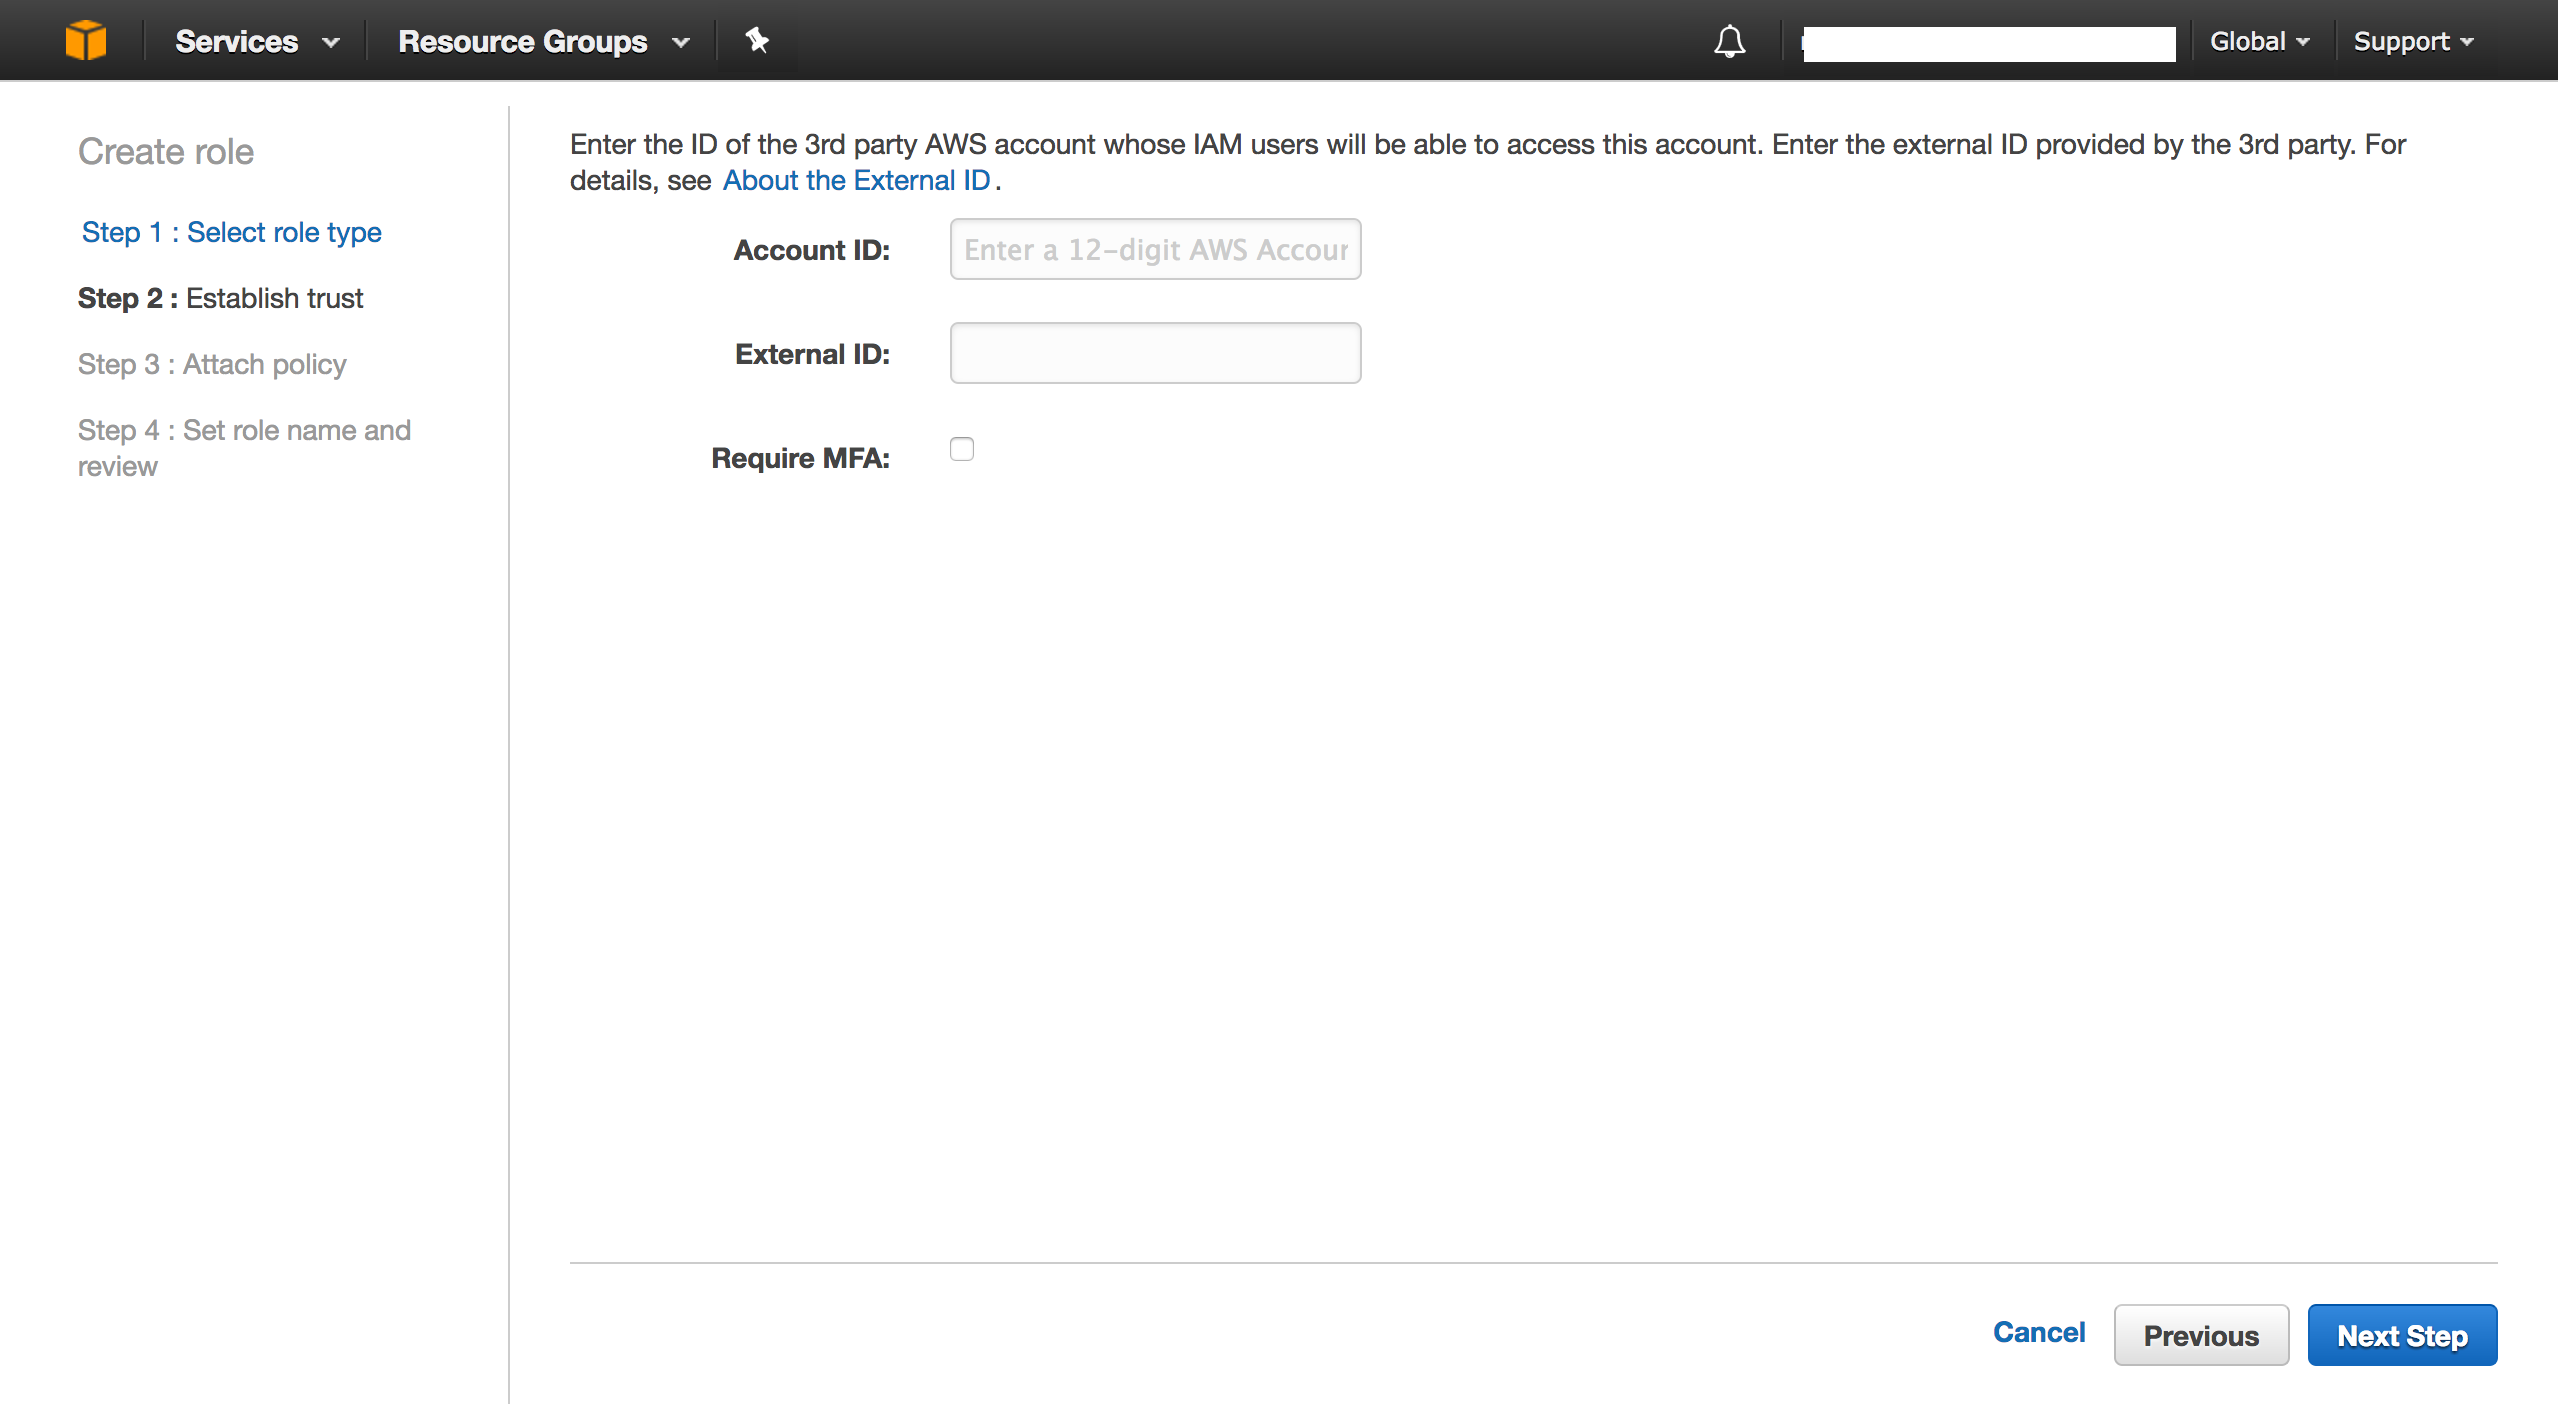 Services
Resource Groups
Global
Support
Create role
Step 1 : Select role type
Step 2 : Establish trust
Step 3 : Attach policy
Step 4 : Set role name and
review
Enter the ID of the 3rd party AWS account whose IAM users will be able to access this account. Enter the external ID provided by the 3rd party. For
details, see About the External ID.
Account ID:
Enter a 12-digit AWS Accour
External ID:
Require MFA:
Cancel
Previous
Next Step